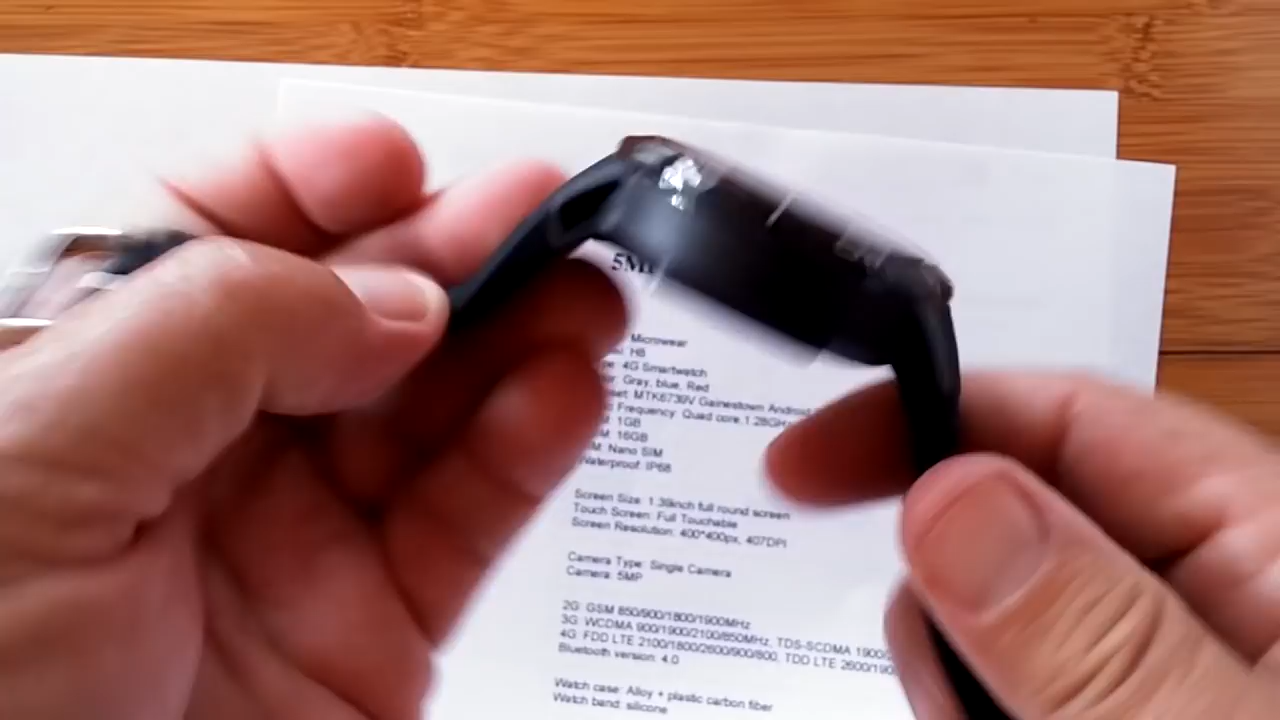 5M
Microwear
H8
4G Smartwatch
Gray, blue, Red
MTK6739V Gainestown Android
Frequency: Quad core,1.28GHz
1GB
16GB
Nano SIM
Waterproof: IP68
Screen Size: 1.39inch full round screen
Touch Screen: Full Touchable
Screen Resolution: 400*400px, 407DPI
Camera Type: Single Camera
Camera: 5MP
2G: GSM 850/900/1800/1900MHz
3G: WCDMA 900/1900/2100/850MHz, TDS-SCDMA 1900/
4G: FDD LTE 2100/1800/2600/900/800, TDD LTE 2600/190
Bluetooth version: 4.0
Watch case: Alloy + plastic carbon fiber
Watch band: silicone